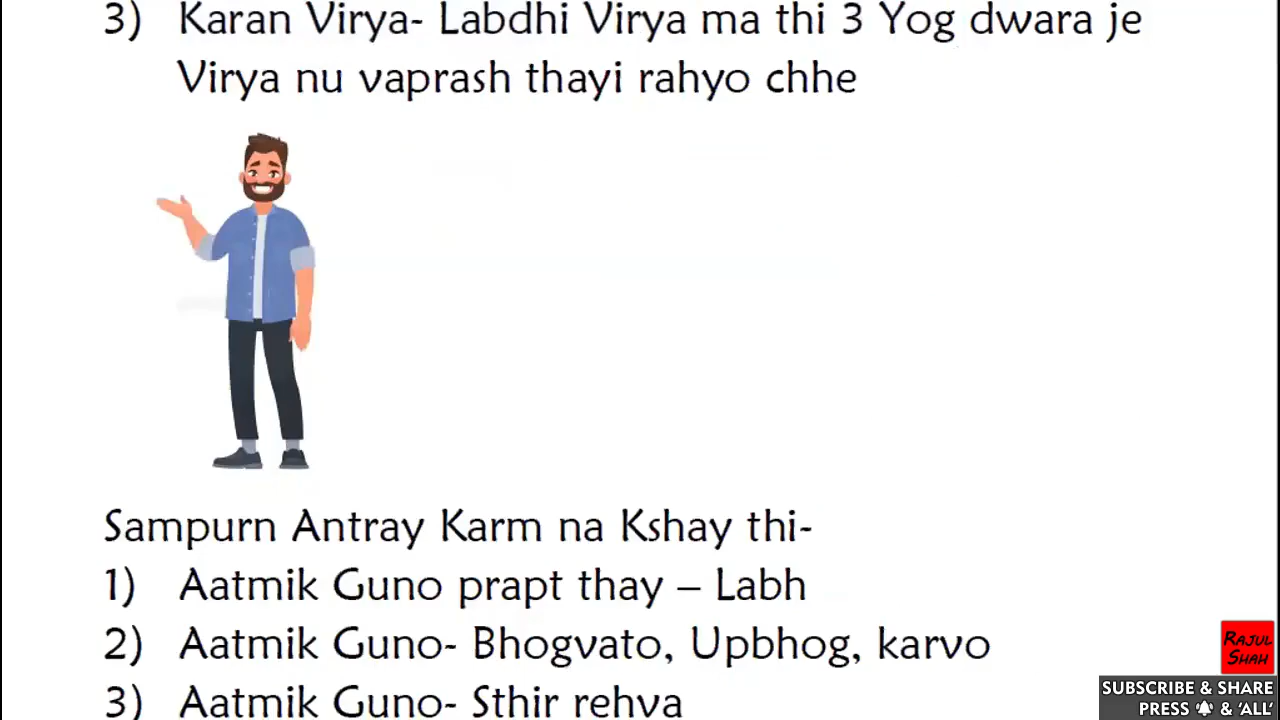 3) Karan Virya- Labdhi Virya ma thi 3 Yog dwara je
Virya nu vaprash thayi rahyo chhe
Sampurn Antray Karm na Kshay thi-
1) Aatmik Guno prapt thay – Labh
2) Aatmik Guno- Bhogvato, Upbhog, karvo
3) Aatmik Guno- Sthir rehva
RAJUL
SHAH
SUBSCRIBE & SHARE
PRESS & ‘ALL’